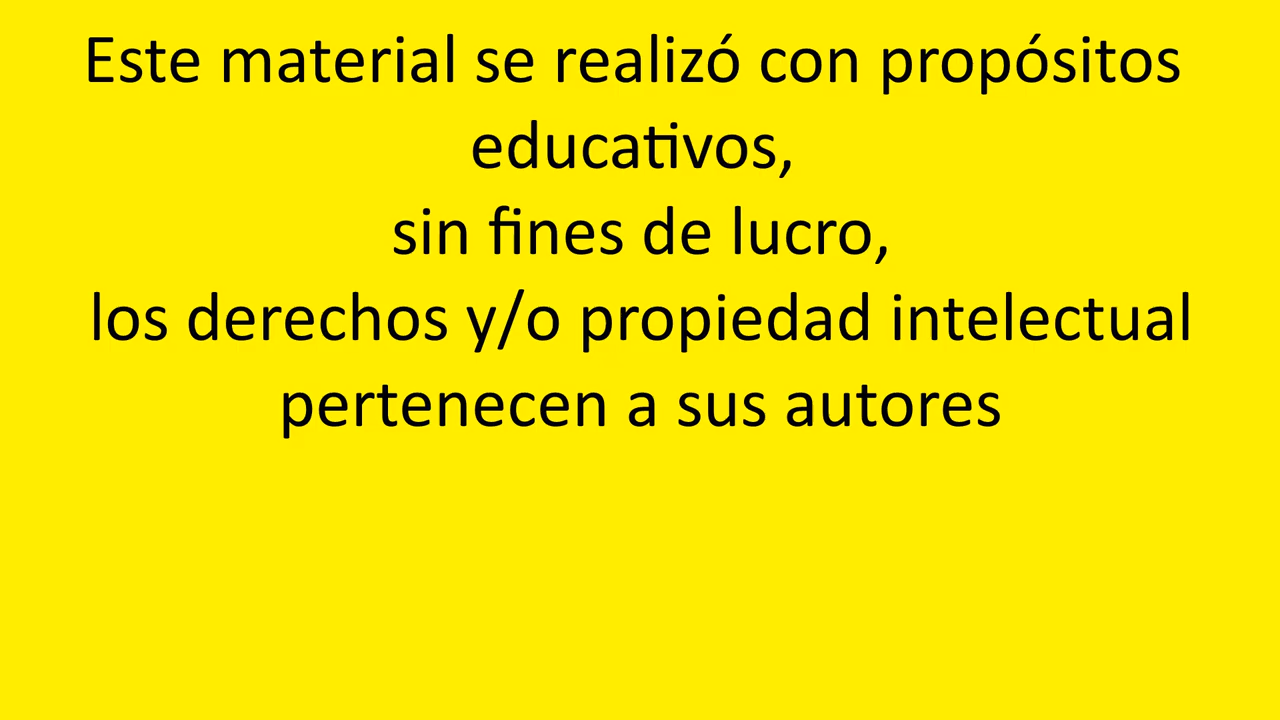 Este material se realizó con propósitos
educativos,
sin fines de lucro,
los derechos y/o propiedad intelectual
pertenecen a sus autores